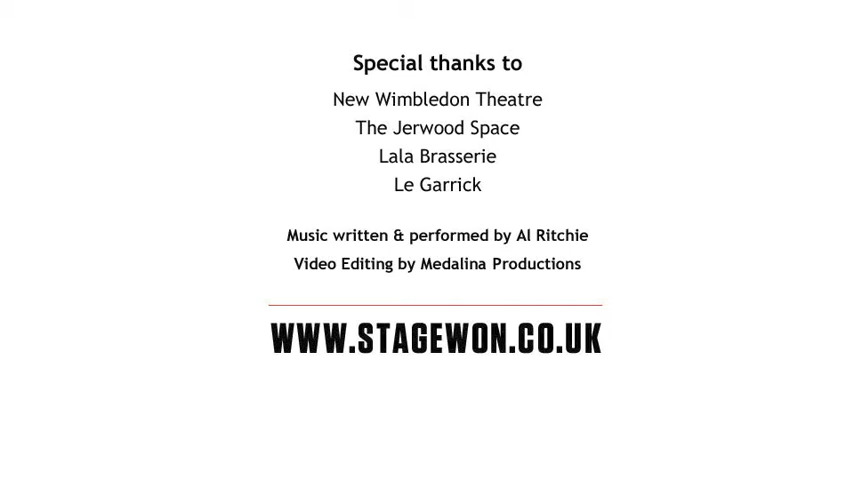 Special thanks to
New Wimbledon Theatre
The Jerwood Space
Lala Brasserie
Le Garrick
Music written & performed by Al Ritchie
Video Editing by Medalina Productions
WWW.STAGEWON.CO.UK